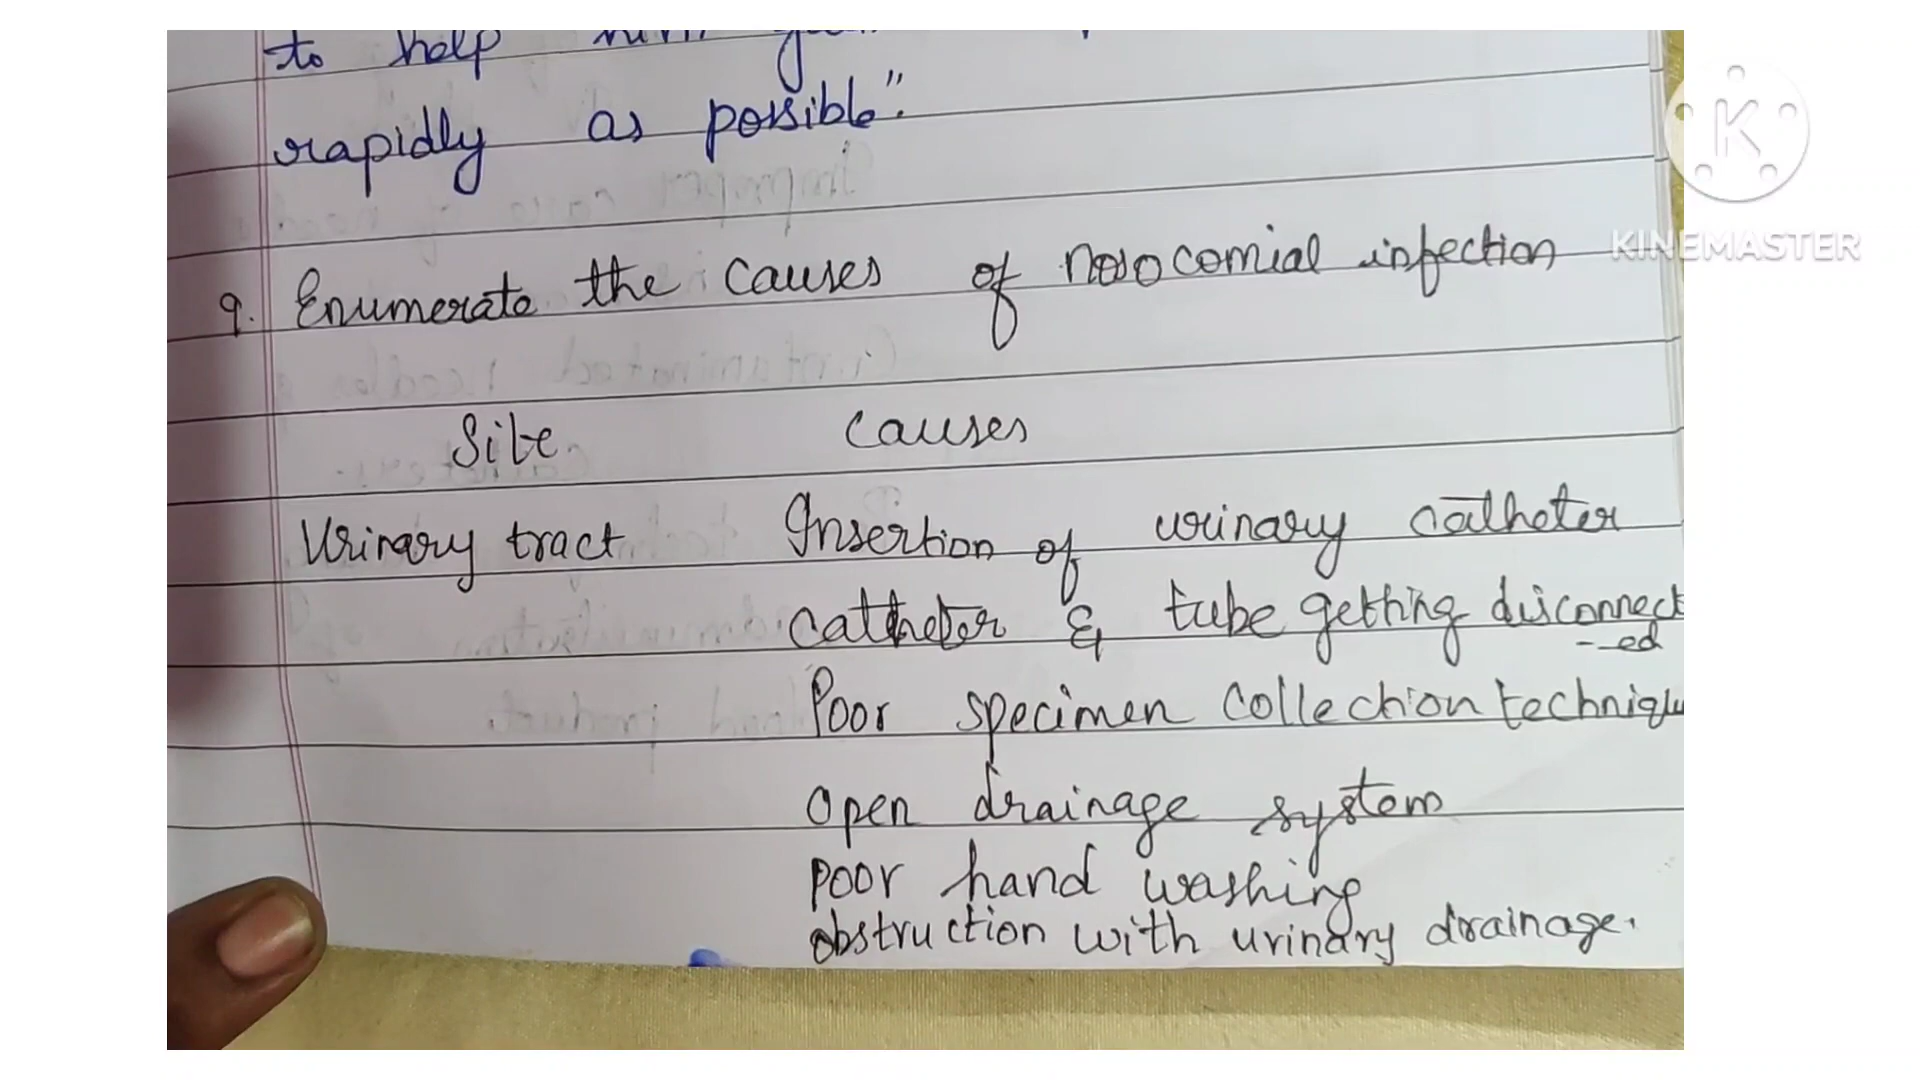 to help him
rapidly as possible".
9. Enumerate the causes of nosocomial infection
Site causes
Urinary tract Insertion of urinary catheter
catheter & tube getting disconnect
-ed
Poor specimen collection techniqu
open drainage system
poor hand washing
obstruction with urinary drainage.
K
KINEMASTER